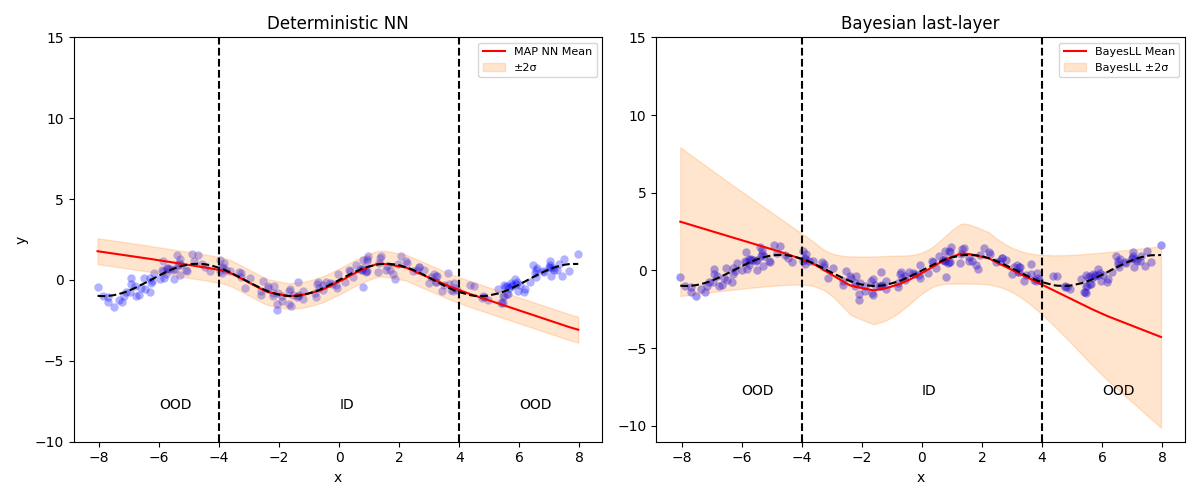 Deterministic NN
MAP NN Mean
±2σ
15
10
5
0
−5
−10
y
OOD
ID
OOD
−8 −6 −4 −2 0 2 4 6 8
x
Bayesian last-layer
BayesLL Mean
BayesLL ±2σ
15
10
5
0
−5
−10
OOD
ID
OOD
−8 −6 −4 −2 0 2 4 6 8
x